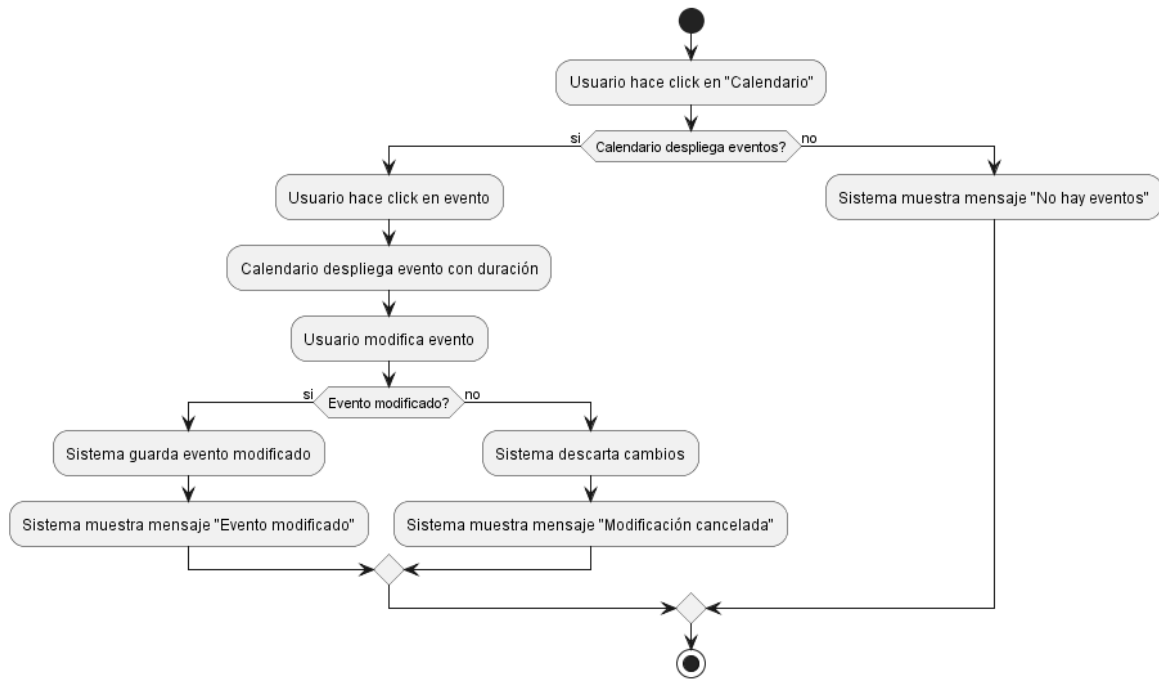 Usuario hace click en "Calendario"
si
Calendario despliega eventos?
no
Usuario hace click en evento
Sistema muestra mensaje "No hay eventos"
Calendario despliega evento con duración
Usuario modifica evento
si
Evento modificado?
no
Sistema guarda evento modificado
Sistema descarta cambios
Sistema muestra mensaje "Evento modificado"
Sistema muestra mensaje "Modificación cancelada"